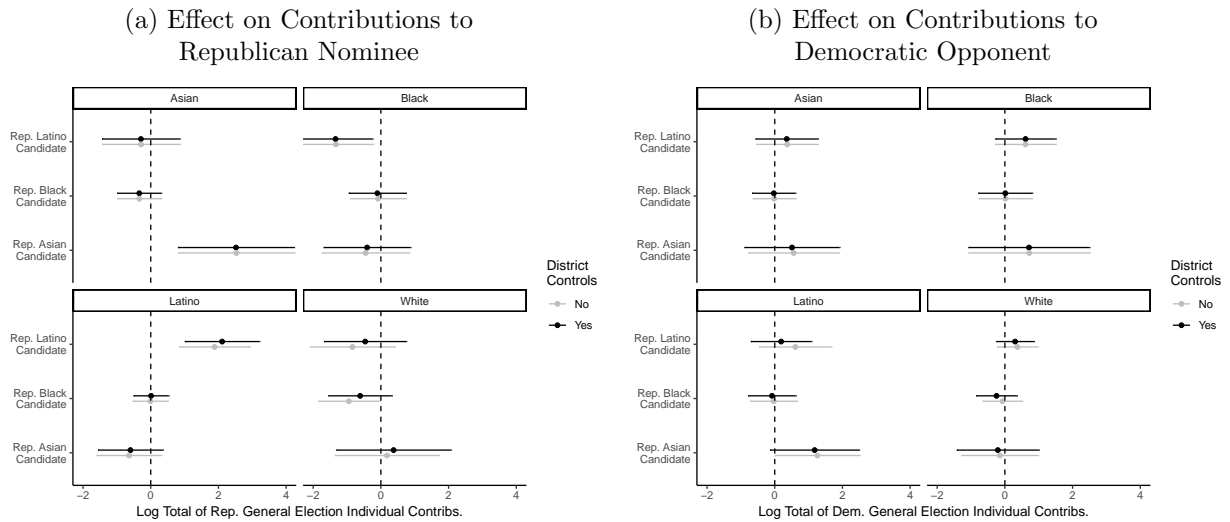 (a) Effect on Contributions to
Republican Nominee
Asian
Black
Rep. Latino
Candidate
Rep. Black
Candidate
Rep. Asian
Candidate
Latino
White
Rep. Latino
Candidate
Rep. Black
Candidate
Rep. Asian
Candidate
−2 0 2 4 −2 0 2 4
Log Total of Rep. General Election Individual Contribs.
District
Controls
No
Yes
(b) Effect on Contributions to
Democratic Opponent
Asian
Black
Rep. Latino
Candidate
Rep. Black
Candidate
Rep. Asian
Candidate
Latino
White
Rep. Latino
Candidate
Rep. Black
Candidate
Rep. Asian
Candidate
−2 0 2 4 −2 0 2 4
Log Total of Dem. General Election Individual Contribs.
District
Controls
No
Yes